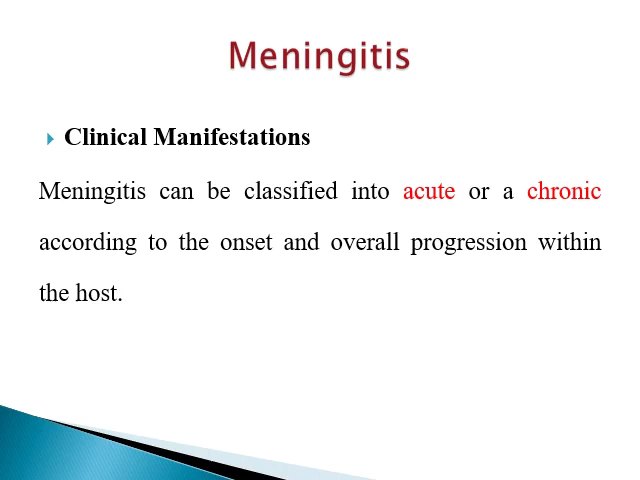 Meningitis
Clinical Manifestations
Meningitis can be classified into acute or a chronic
according to the onset and overall progression within
the host.